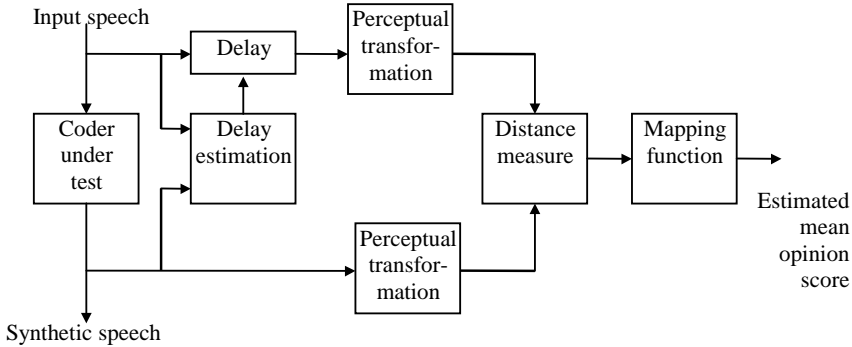 Input speech
Delay
Perceptual
transfor-
mation
Coder
under
test
Delay
estimation
Distance
measure
Mapping
function
Estimated
mean
opinion
score
Perceptual
transfor-
mation
Synthetic speech